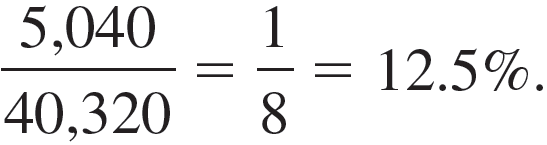 5,040/40,320 = 1/8 = 12.5%.